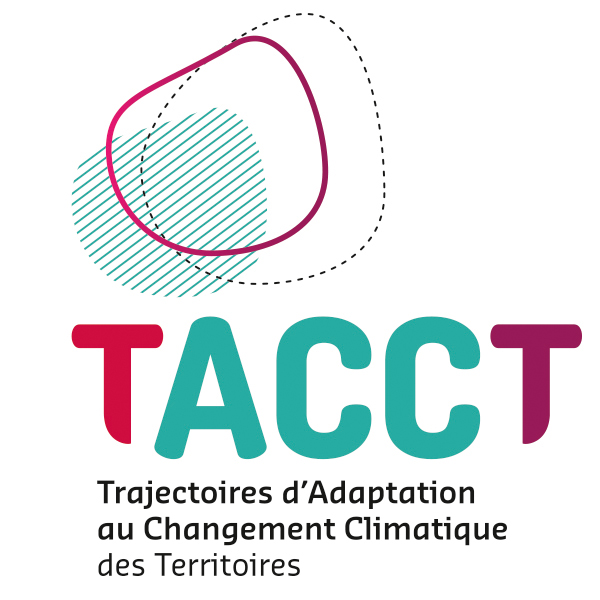 TACCT
Trajectoires d’Adaptation
au Changement Climatique
des Territoires